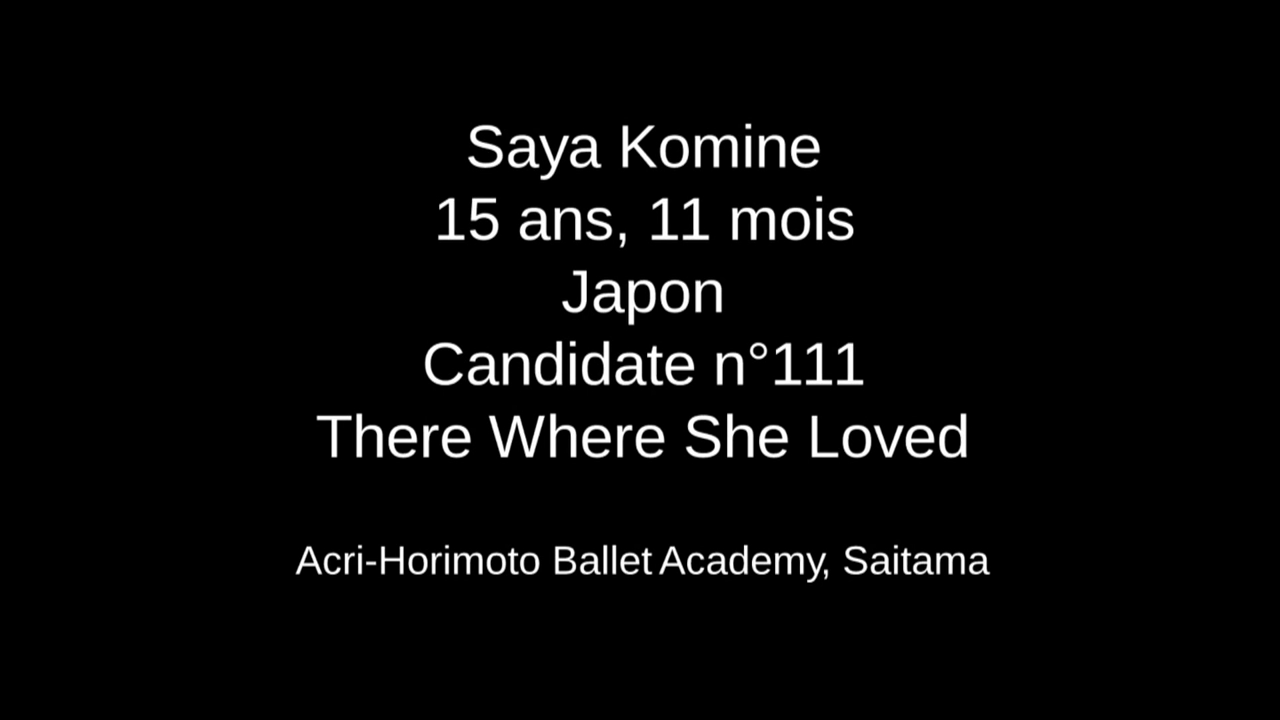 Saya Komine
15 ans, 11 mois
Japon
Candidate n°111
There Where She Loved
Acri-Horimoto Ballet Academy, Saitama